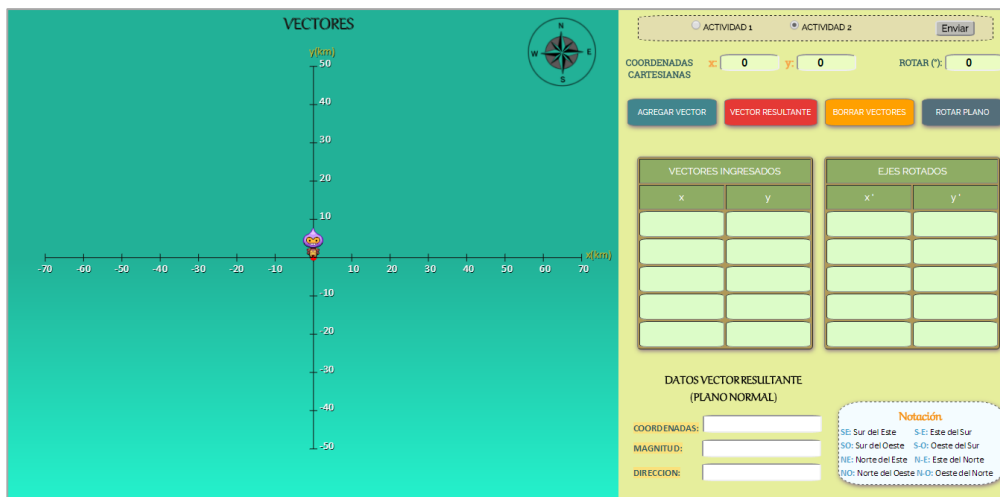 VECTORES
N
W E
S
y(km)
50
40
30
20
10
x(km)
-70 -60 -50 -40 -30 -20 -10 10 20 30 40 50 60 70
-10
-20
-30
-40
-50
ACTIVIDAD 1 ACTIVIDAD 2 Enviar
COORDENADAS CARTESIANAS x: 0 y: 0 ROTAR (°): 0
AGREGAR VECTOR VECTOR RESULTANTE BORRAR VECTORES ROTAR PLANO
VECTORES INGRESADOS
x y
EJES ROTADOS
x ' y '
DATOS VECTOR RESULTANTE
(PLANO NORMAL)
COORDENADAS:
MAGNITUD:
DIRECCION:
Notación
SE: Sur del Este S-E: Este del Sur
SO: Sur del Oeste S-O: Oeste del Sur
NE: Norte del Este N-E: Este del Norte
NO: Norte del Oeste N-O: Oeste del Norte